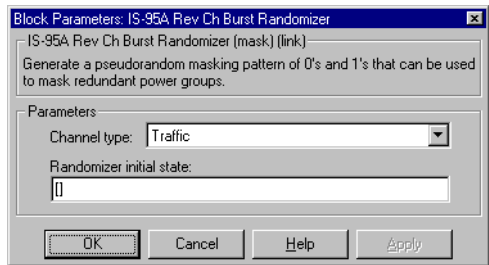 Block Parameters: IS-95A Rev Ch Burst Randomizer
IS-95A Rev Ch Burst Randomizer (mask) (link)
Generate a pseudorandom masking pattern of 0's and 1's that can be used
to mask redundant power groups.
Parameters
Channel type: Traffic
Randomizer initial state:
[]
OK Cancel Help Apply